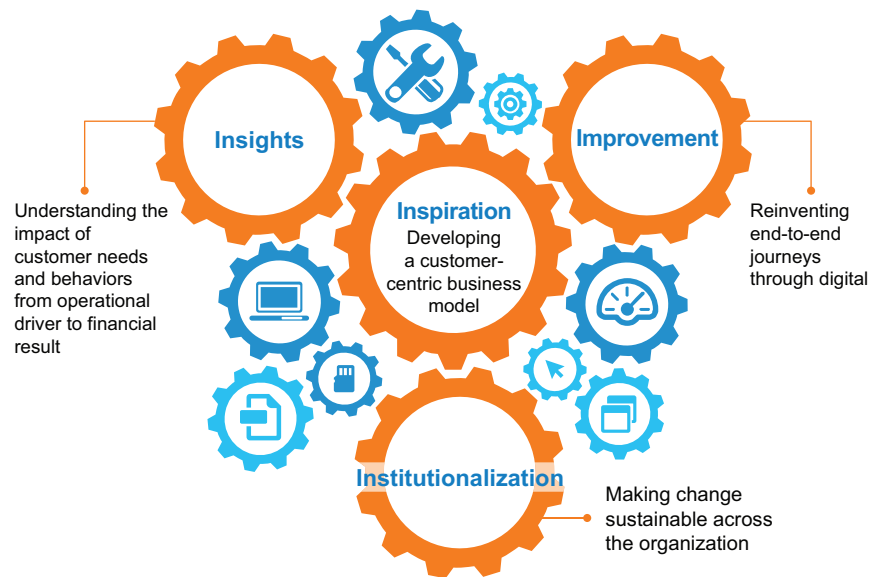 Insights
Improvement
Understanding the
impact of
customer needs
and behaviors
from operational
driver to financial
result
Inspiration
Developing
a customer-
centric business
model
Reinventing
end-to-end
journeys
through digital
Institutionalization
Making change
sustainable across
the organization